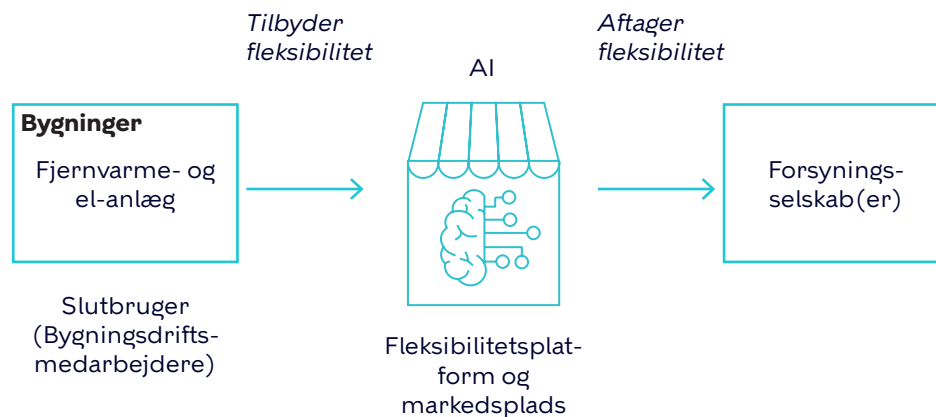 Tilbyder
fleksibilitet
Aftager
fleksibilitet
AI
Bygninger
Fjernvarme- og
el-anlæg
Forsynings-
selskab(er)
Slutbruger
(Bygningsdrifts-
medarbejdere)
Fleksibilitetsplat-
form og
markedsplads